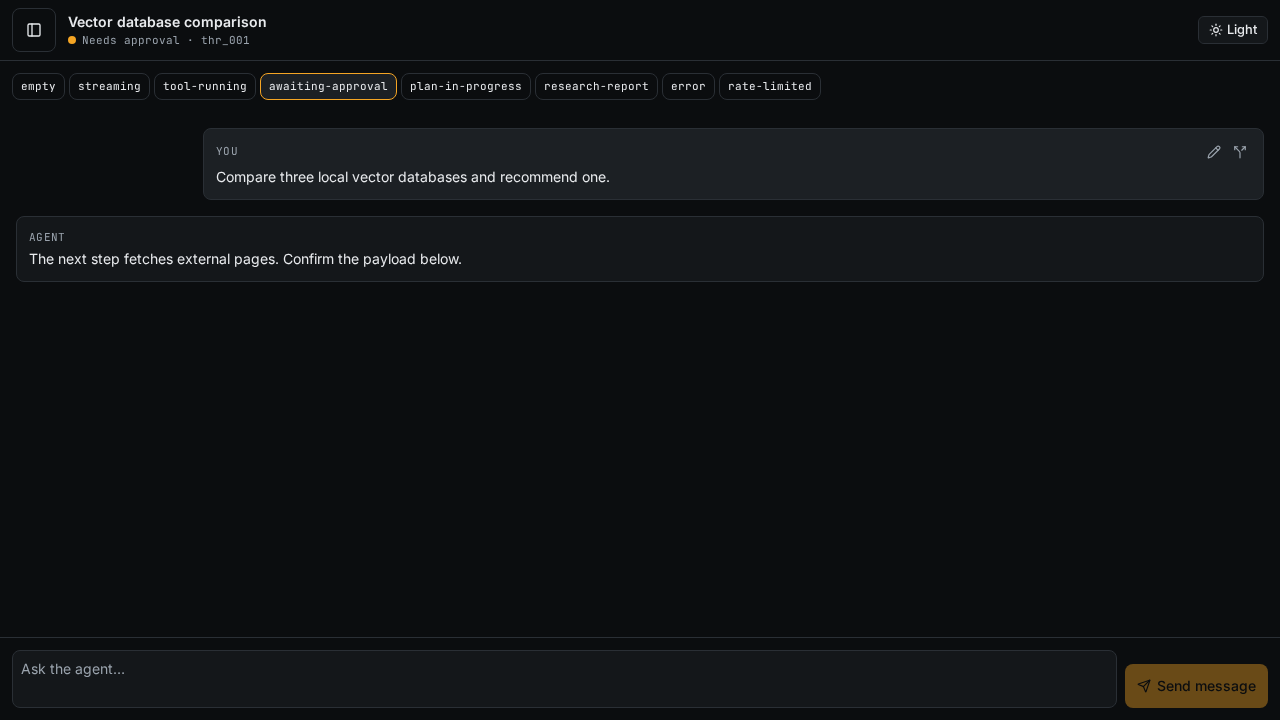 Vector database comparison
Needs approval · thr_001
Light
empty
streaming
tool-running
awaiting-approval
plan-in-progress
research-report
error
rate-limited
YOU
Compare three local vector databases and recommend one.
AGENT
The next step fetches external pages. Confirm the payload below.
Ask the agent...
Send message